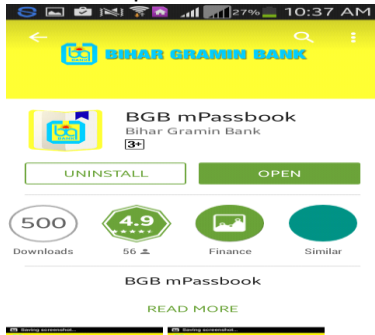 27% 10:37 AM
BIHAR GRAMIN BANK
BGB mPassbook
Bihar Gramin Bank
3+
UNINSTALL OPEN
500 4.9
Downloads 56 Finance Similar
BGB mPassbook
READ MORE
Saving screenshot... Saving screenshot...